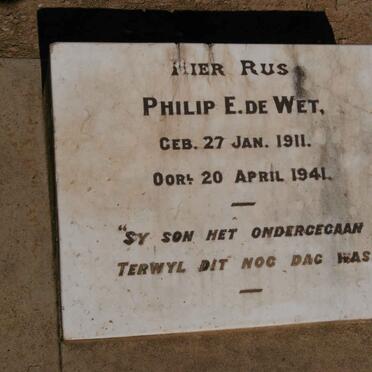 HIER RUS
PHILIP E. DE WET,
GEB. 27 JAN. 1911.
OORL. 20 APRIL 1941.
"SY SON HET ONDERGEGAAN
TERWYL DIT NOG DAG WAS